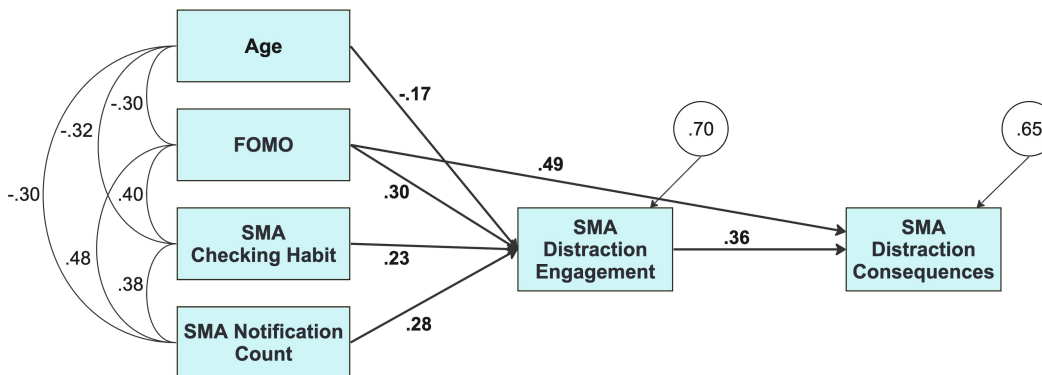 Age
-.17
-.30
-.32
.70
.65
FOMO
.49
-.30
.40
.30
SMA
Checking Habit
.23
SMA
Distraction
Engagement
.36
SMA
Distraction
Consequences
.48
.38
SMA Notification
Count
.28